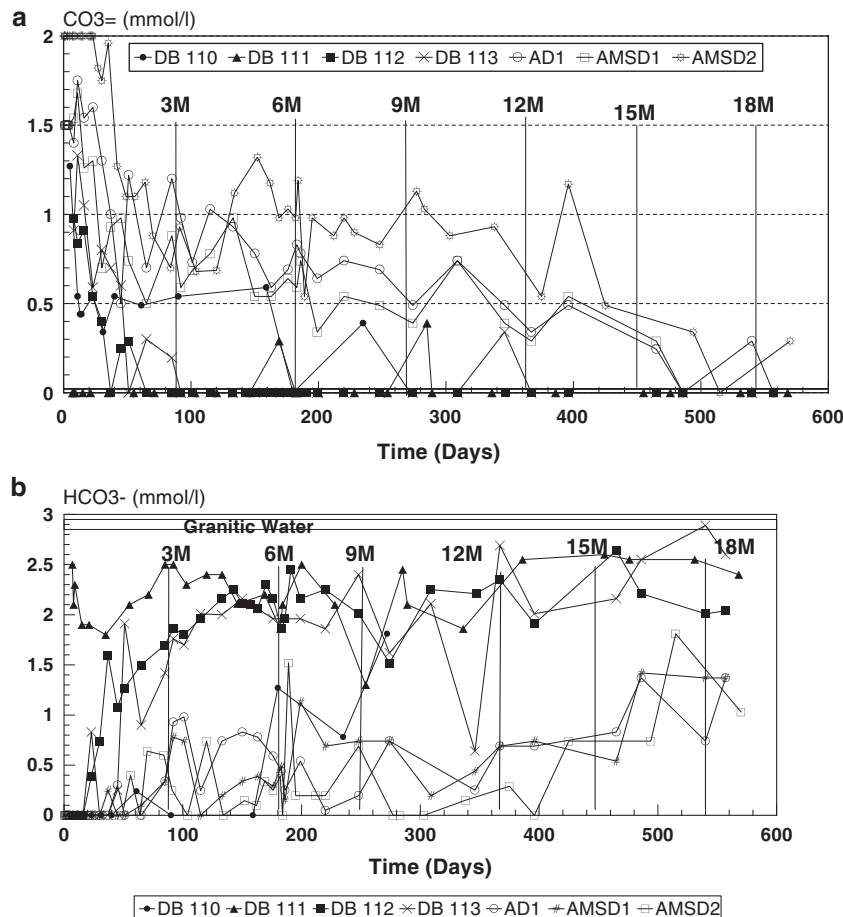 a
CO3= (mmol/l)
DB 110 DB 111 DB 112 DB 113 AD1 AMSD1 AMSD2
2
1.5
1
0.5
0
3M 6M 9M 12M 15M 18M
0 100 200 300 400 500 600
Time (Days)
b
HCO3- (mmol/l)
3
2.5
2
1.5
1
0.5
0
Granitic Water
3M 6M 9M 12M 15M 18M
0 100 200 300 400 500 600
Time (Days)
DB 110 DB 111 DB 112 DB 113 AD1 AMSD1 AMSD2